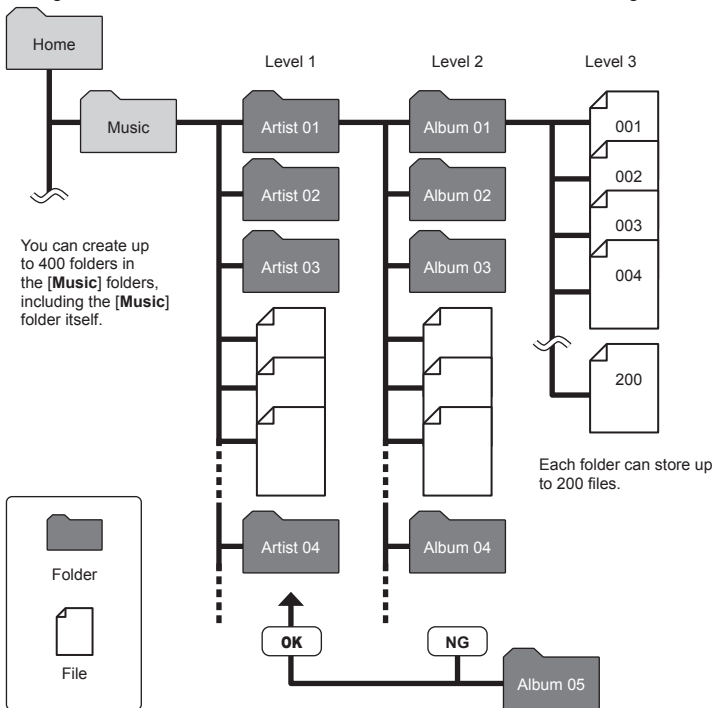 Home
Level 1
Level 2
Level 3
Music
Artist 01
Album 01
001
002
Artist 02
Album 02
003
Artist 03
Album 03
004
You can create up
to 400 folders in
the [Music] folders,
including the [Music]
folder itself.
200
Each folder can store up
to 200 files.
Artist 04
Album 04
Folder
OK
NG
File
Album 05